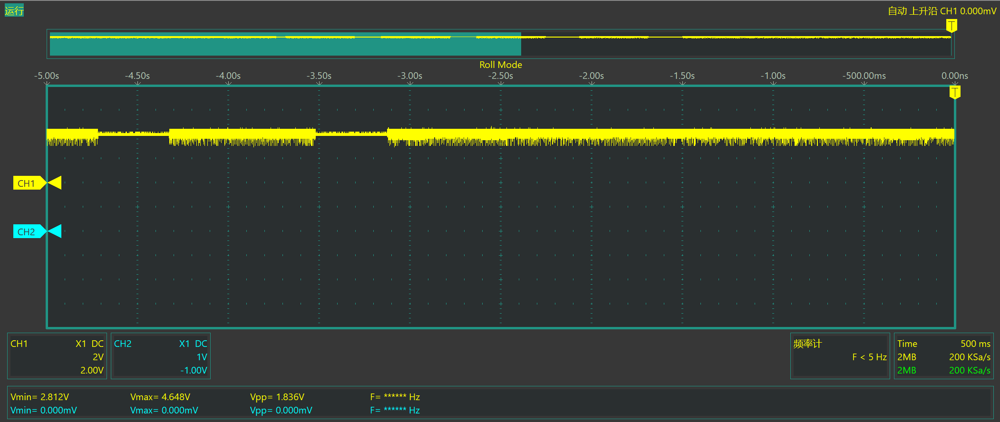 运行
自动 上升沿 CH1 0.000mV
T
Roll Mode
-5.00s -4.50s -4.00s -3.50s -3.00s -2.50s -2.00s -1.50s -1.00s -500.00ms 0.00ns
T
CH1
CH2
CH1 X1 DC
2V
2.00V
CH2 X1 DC
1V
-1.00V
频率计
F < 5 Hz
Time 500 ms
2MB 200 KSa/s
2MB 200 KSa/s
Vmin= 2.812V Vmax= 4.648V Vpp= 1.836V F= ****** Hz
Vmin= 0.000mV Vmax= 0.000mV Vpp= 0.000mV F= ****** Hz